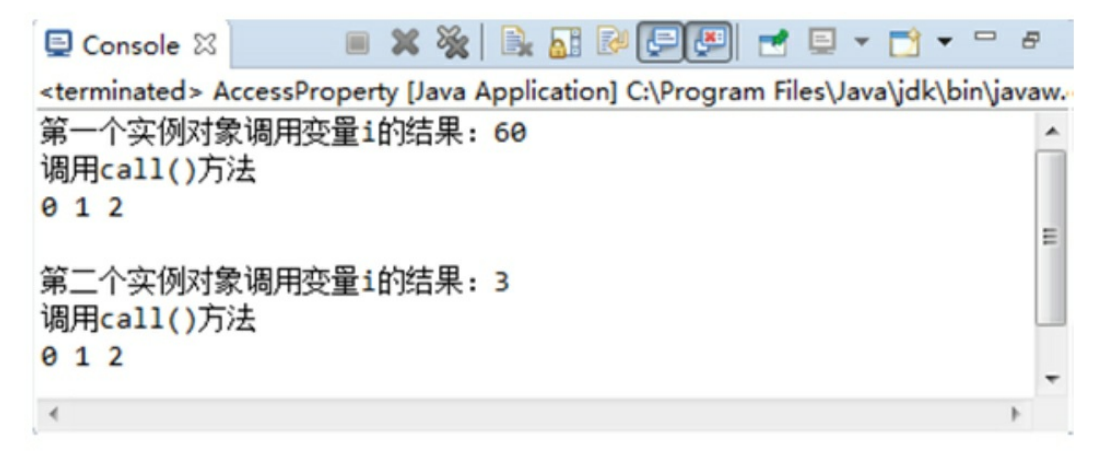 Console
<terminated> AccessProperty [Java Application] C:\Program Files\Java\jdk\bin\javaw.
第一个实例对象调用变量i的结果：60
调用call()方法
0 1 2
第二个实例对象调用变量i的结果：3
调用call()方法
0 1 2